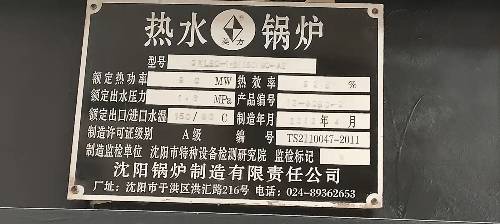 热水 锅炉
型号
额定热功率 MW 热效率 %
额定出水压力 MPa 产品编号
额定出口/进口水温 ℃ 制造年月 年 月
制造许可证级别 A级 编号 TS2110047-2011
制造监检单位 沈阳市特种设备检测研究院 监检标记
沈阳锅炉制造有限责任公司
厂址:沈阳市于洪区洪汇路216号 电话:024-89362653